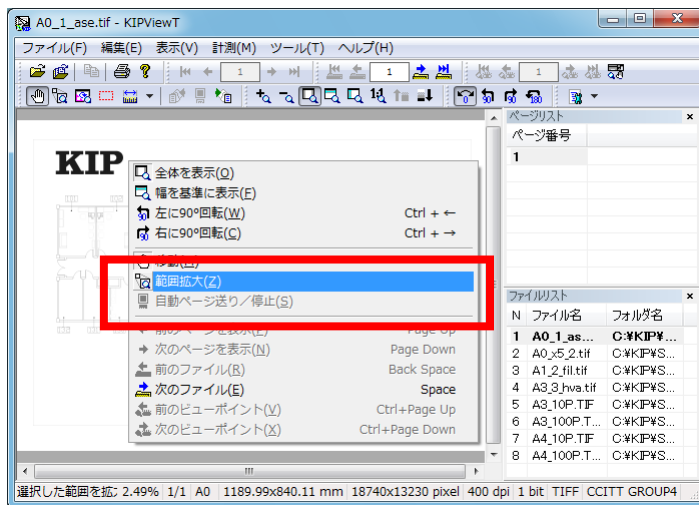 A0_1_ase.tif - KIPViewT
ファイル(F) 編集(E) 表示(V) 計測(M) ツール(T) ヘルプ(H)
1 1 1
KIP
全体を表示(O)
幅を基準に表示(F)
左に90°回転(W) Ctrl + ←
右に90°回転(C) Ctrl + →
範囲拡大(Z)
自動ページ送り／停止(S)
前のページを表示(P) Page Up
次のページを表示(N) Page Down
前のファイル(R) Back Space
次のファイル(E) Space
前のビューポイント(V) Ctrl+Page Up
次のビューポイント(X) Ctrl+Page Down
ページリスト
ページ番号
1
ファイルリスト
N ファイル名 フォルダ名
1 A0_1_as... C:¥KIP¥...
2 A0_x5_2.tif C:¥KIP¥S...
3 A1_2_fil.tif C:¥KIP¥S...
4 A3_3_hva.tif C:¥KIP¥S...
5 A3_10P.TIF C:¥KIP¥S...
6 A3_100P.T... C:¥KIP¥S...
7 A4_10P.TIF C:¥KIP¥S...
8 A4_100P.T... C:¥KIP¥S...
選択した範囲を拡 2.49% 1/1 A0 1189.99x840.11 mm 18740x13230 pixel 400 dpi 1 bit TIFF CCITT GROUP4